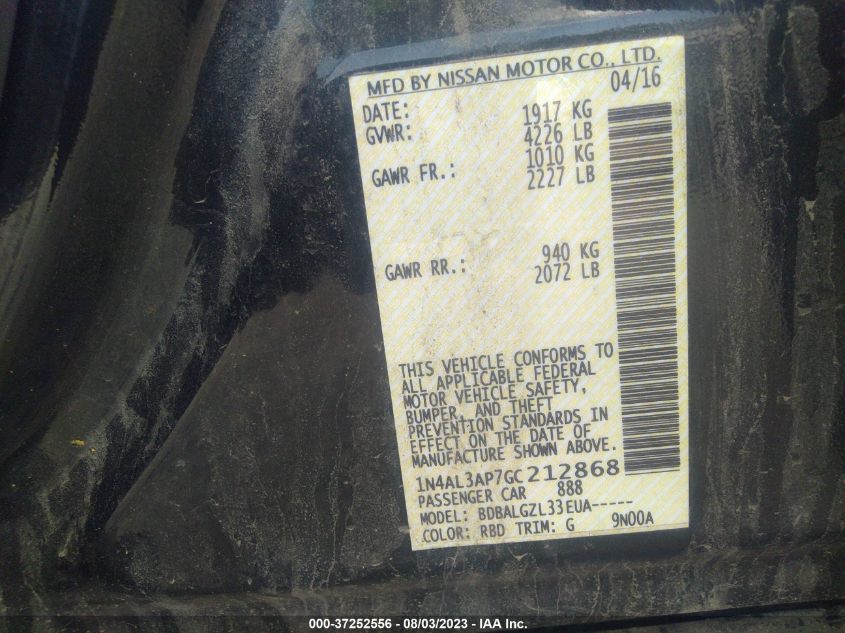 MFD BY NISSAN MOTOR CO., LTD.
DATE: 04/16
GVWR: 1917 KG
4226 LB
GAWR FR.: 1010 KG
2227 LB
GAWR RR.: 940 KG
2072 LB
THIS VEHICLE CONFORMS TO
ALL APPLICABLE FEDERAL
MOTOR VEHICLE SAFETY,
BUMPER, AND THEFT
PREVENTION STANDARDS IN
EFFECT ON THE DATE OF
MANUFACTURE SHOWN ABOVE.
1N4AL3AP7GC212868
PASSENGER CAR 888
MODEL: BDBALGZL33EUA-----
COLOR: RBD TRIM: G 9N00A
000-37252556 - 08/03/2023 - IAA Inc.